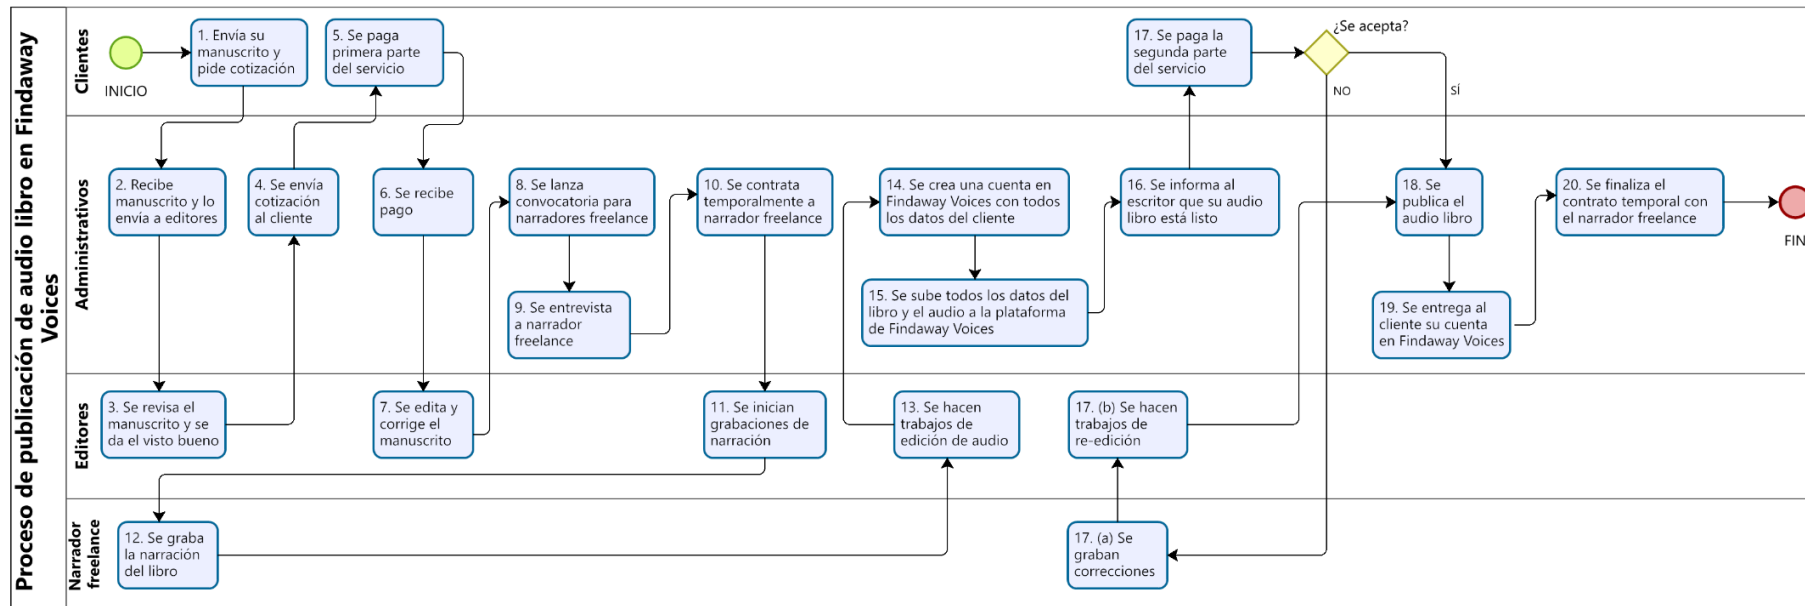 Proceso de publicación de audio libro en Findaway
Voices
Clientes
INICIO
1. Envía su
manuscrito y
pide cotización
5. Se paga
primera parte
del servicio
17. Se paga la
segunda parte
del servicio
¿Se acepta?
NO
SÍ
Administrativos
2. Recibe
manuscrito y lo
envía a editores
4. Se envía
cotización
al cliente
6. Se recibe
pago
8. Se lanza
convocatoria para
narradores freelance
9. Se entrevista
a narrador
freelance
10. Se contrata
temporalmente a
narrador freelance
14. Se crea una cuenta en
Findaway Voices con todos
los datos del cliente
15. Se sube todos los datos del
libro y el audio a la plataforma
de Findaway Voices
16. Se informa al
escritor que su audio
libro está listo
18. Se
publica el
audio libro
19. Se entrega al
cliente su cuenta
en Findaway Voices
20. Se finaliza el
contrato temporal con
el narrador freelance
FIN
Editores
3. Se revisa el
manuscrito y se
da el visto bueno
7. Se edita y
corrige el
manuscrito
11. Se inician
grabaciones de
narración
13. Se hacen
trabajos de
edición de audio
17. (b) Se hacen
trabajos de
re-edición
Narrador
freelance
12. Se graba
la narración
del libro
17. (a) Se
graban
correcciones